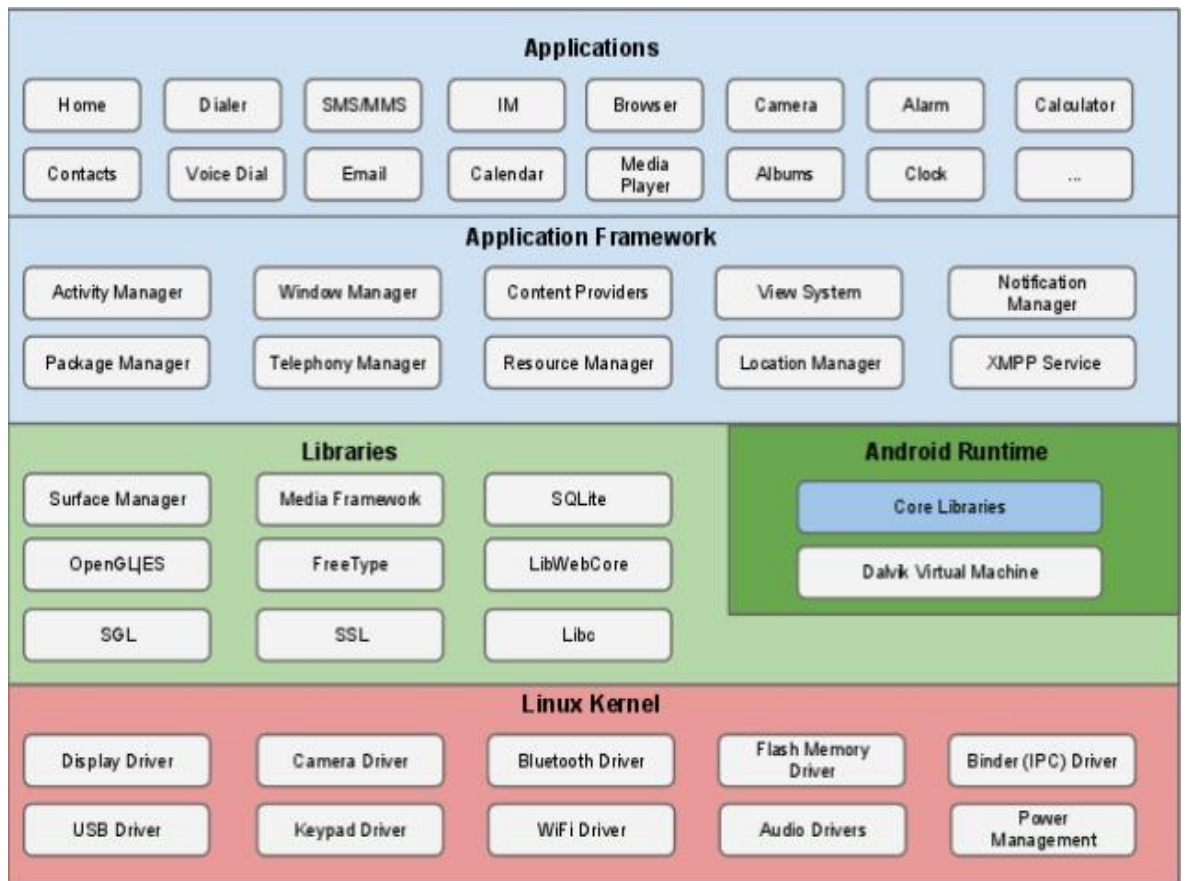 Applications
Home
Dialer
SMS/MMS
IM
Browser
Camera
Alarm
Calculator
Contacts
Voice Dial
Email
Calendar
Media
Player
Albums
Clock
...
Application Framework
Activity Manager
Window Manager
Content Providers
View System
Notification
Manager
Package Manager
Telephony Manager
Resource Manager
Location Manager
XMPP Service
Libraries
Surface Manager
Media Framework
SQLite
OpenGL|ES
FreeType
LibWebCore
SGL
SSL
Libc
Android Runtime
Core Libraries
Dalvik Virtual Machine
Linux Kernel
Display Driver
Camera Driver
Bluetooth Driver
Flash Memory
Driver
Binder (IPC) Driver
USB Driver
Keypad Driver
WiFi Driver
Audio Drivers
Power
Management